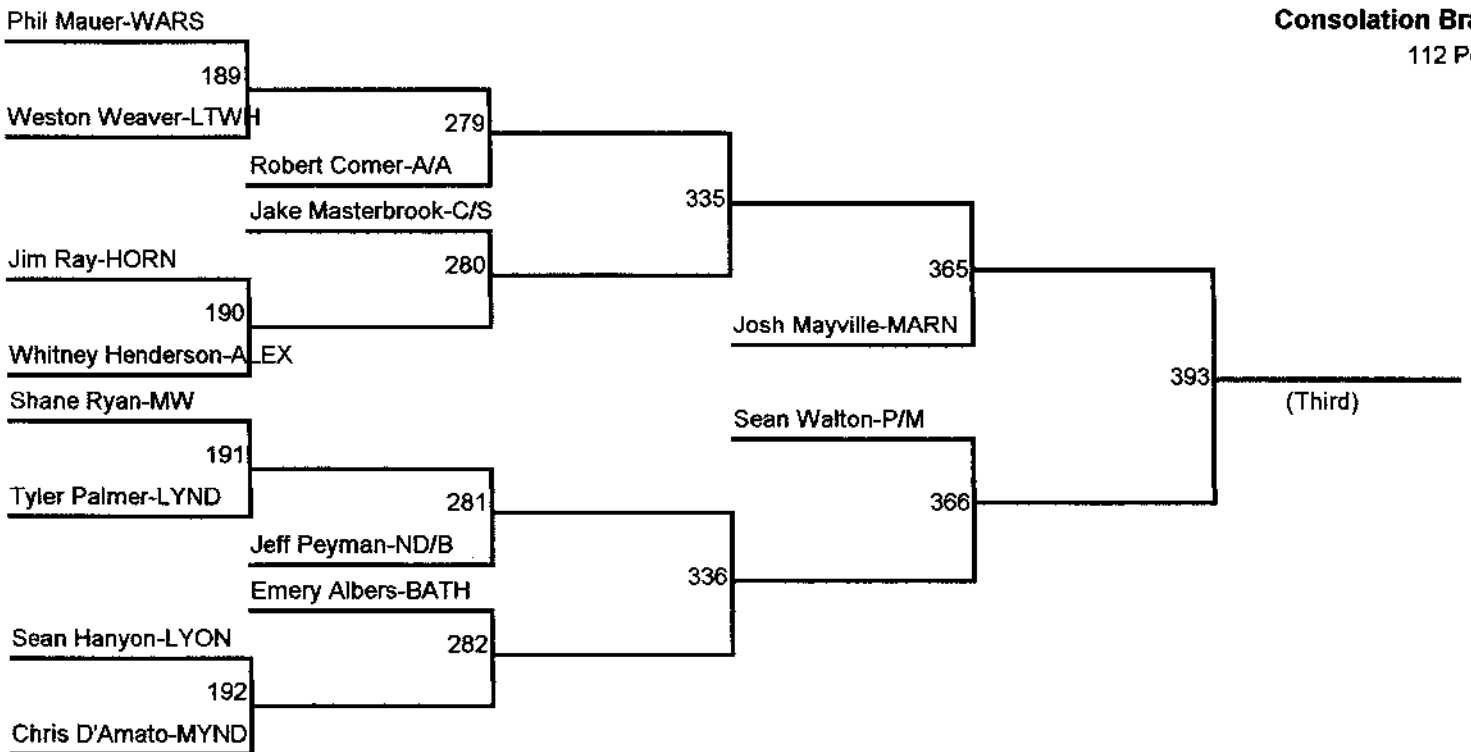 Phil Mauer-WARS
Consolation Bra
112 Po
189
Weston Weaver-LTWH
279
Robert Comer-A/A
335
Jake Masterbrook-C/S
Jim Ray-HORN
280
365
190
Josh Mayville-MARN
Whitney Henderson-ALEX
393
Shane Ryan-MW
(Third)
Sean Walton-P/M
191
Tyler Palmer-LYND
281
366
Jeff Peyman-ND/B
336
Emery Albers-BATH
Sean Hanyon-LYON
282
192
Chris D'Amato-MYND